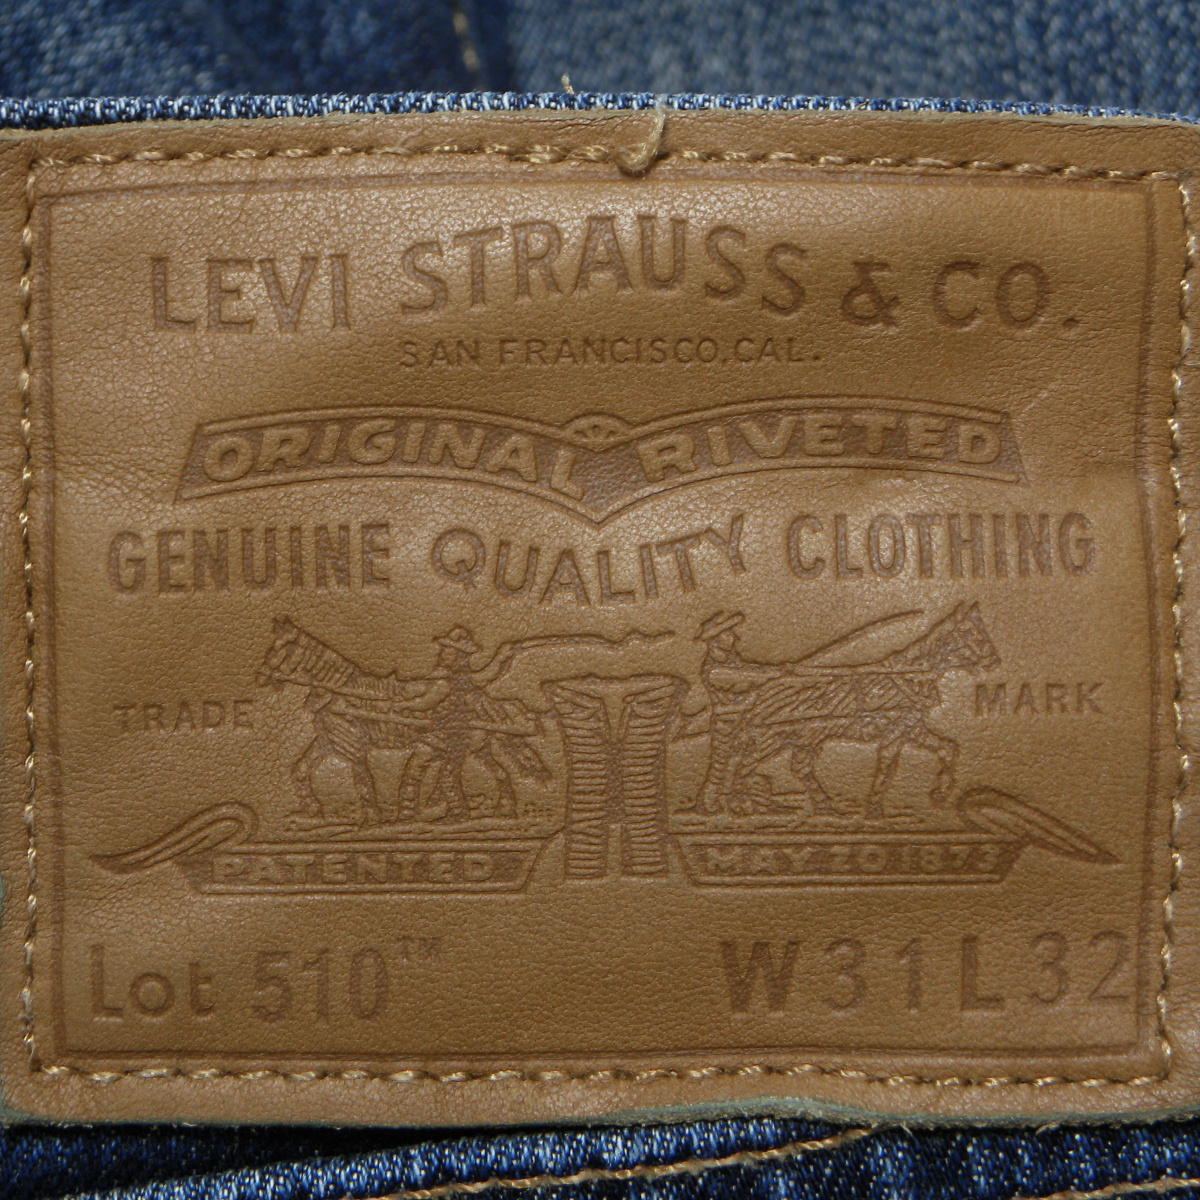 LEVI STRAUSS & CO.
SAN FRANCISCO, CAL.
ORIGINAL RIVETED
GENUINE QUALITY CLOTHING
TRADE MARK
PATENTED MAY 20 1873
Lot 510™ W31 L32